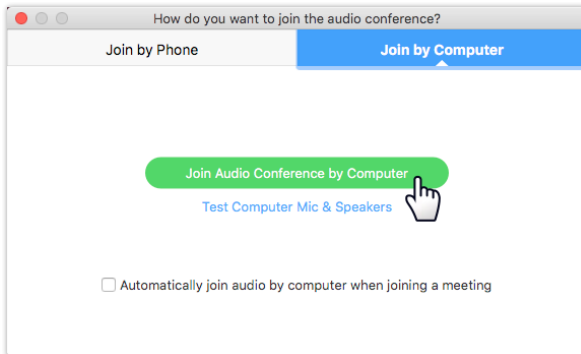 How do you want to join the audio conference?
Join by Phone
Join by Computer
Join Audio Conference by Computer
Test Computer Mic & Speakers
Automatically join audio by computer when joining a meeting